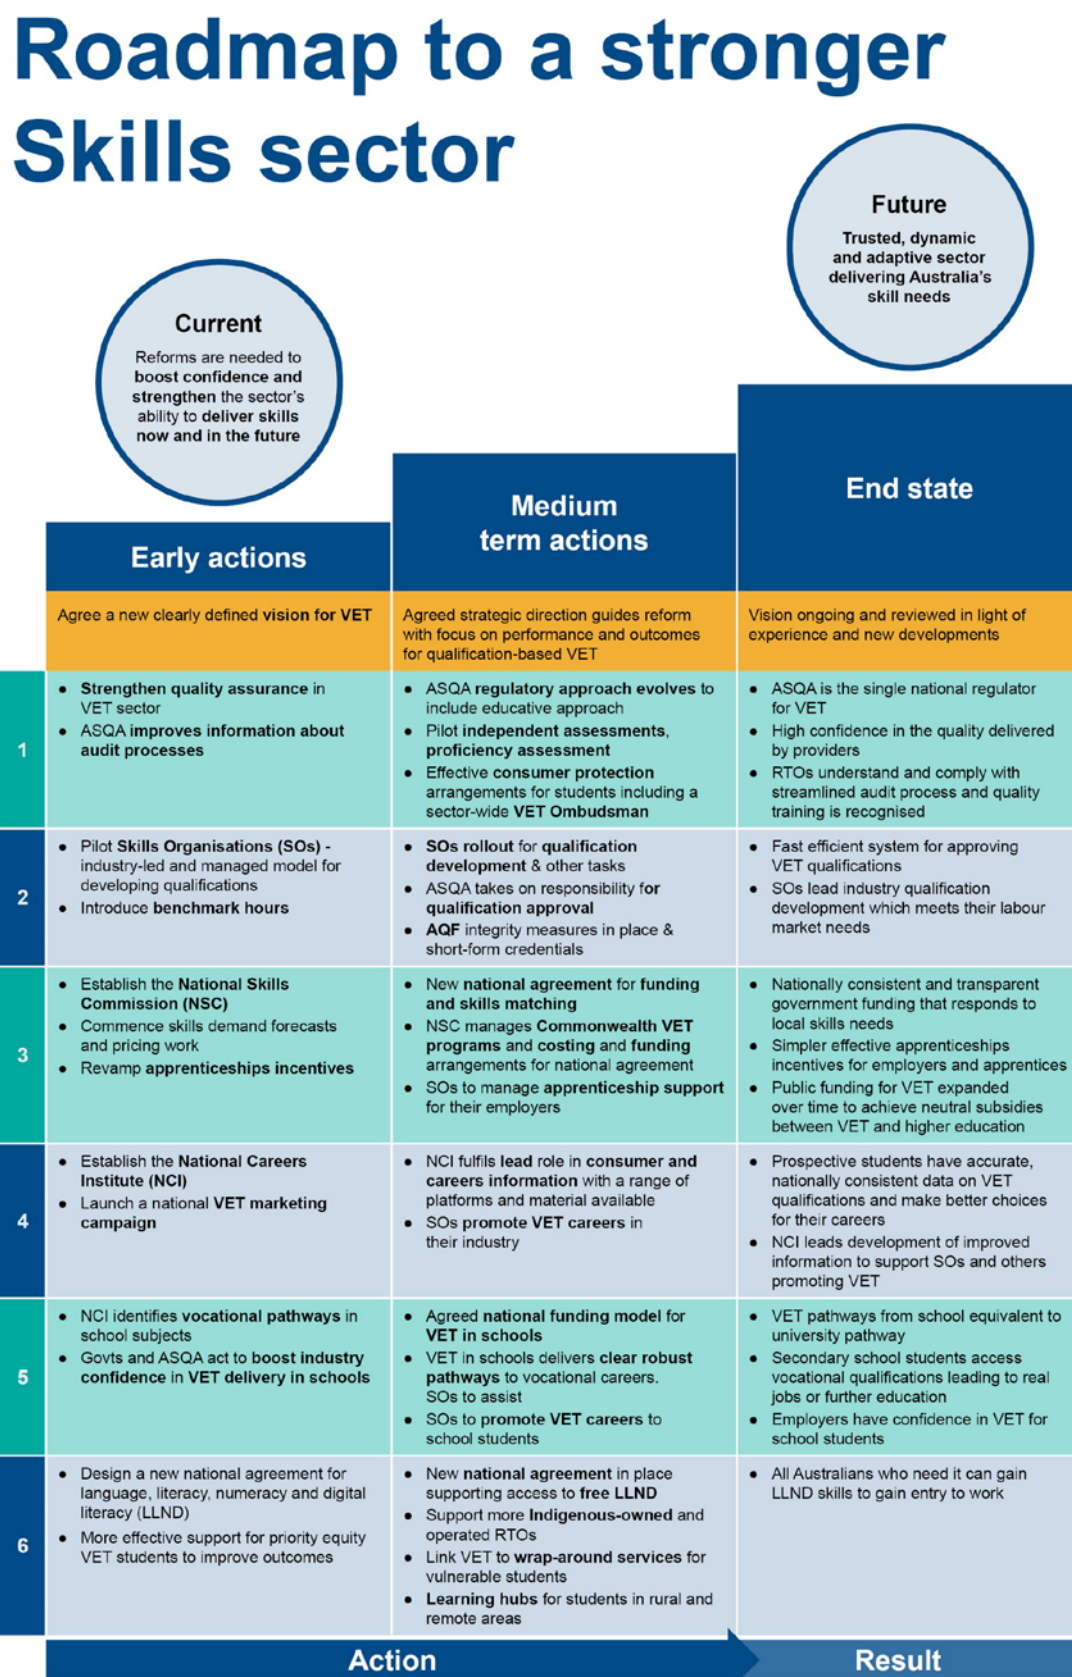 Roadmap to a stronger
Skills sector
Future
Trusted, dynamic
and adaptive sector
delivering Australia's
skill needs
Current
Reforms are needed to
boost confidence and
strengthen the sector's
ability to deliver skills
now and in the future
Early actions
Medium
term actions
End state
Agree a new clearly defined vision for VET
Agreed strategic direction guides reform
with focus on performance and outcomes
for qualification-based VET
Vision ongoing and reviewed in light of
experience and new developments
1
• Strengthen quality assurance in
VET sector
• ASQA improves information about
audit processes
• ASQA regulatory approach evolves to
include educative approach
• Pilot independent assessments,
proficiency assessment
• Effective consumer protection
arrangements for students including a
sector-wide VET Ombudsman
• ASQA is the single national regulator
for VET
• High confidence in the quality delivered
by providers
• RTOs understand and comply with
streamlined audit process and quality
training is recognised
2
• Pilot Skills Organisations (SOs) -
industry-led and managed model for
developing qualifications
• Introduce benchmark hours
• SOs rollout for qualification
development & other tasks
• ASQA takes on responsibility for
qualification approval
• AQF integrity measures in place &
short-form credentials
• Fast efficient system for approving
VET qualifications
• SOs lead industry qualification
development which meets their labour
market needs
3
• Establish the National Skills
Commission (NSC)
• Commence skills demand forecasts
and pricing work
• Revamp apprenticeships incentives
• New national agreement for funding
and skills matching
• NSC manages Commonwealth VET
programs and costing and funding
arrangements for national agreement
• SOs to manage apprenticeship support
for their employers
• Nationally consistent and transparent
government funding that responds to
local skills needs
• Simpler effective apprenticeships
incentives for employers and apprentices
• Public funding for VET expanded
over time to achieve neutral subsidies
between VET and higher education
4
• Establish the National Careers
Institute (NCI)
• Launch a national VET marketing
campaign
• NCI fulfils lead role in consumer and
careers information with a range of
platforms and material available
• SOs promote VET careers in
their industry
• Prospective students have accurate,
nationally consistent data on VET
qualifications and make better choices
for their careers
• NCI leads development of improved
information to support SOs and others
promoting VET
5
• NCI identifies vocational pathways in
school subjects
• Govts and ASQA act to boost industry
confidence in VET delivery in schools
• Agreed national funding model for
VET in schools
• VET in schools delivers clear robust
pathways to vocational careers.
SOs to assist
• SOs to promote VET careers to
school students
• VET pathways from school equivalent to
university pathway
• Secondary school students access
vocational qualifications leading to real
jobs or further education
• Employers have confidence in VET for
school students
6
• Design a new national agreement for
language, literacy, numeracy and digital
literacy (LLND)
• More effective support for priority equity
VET students to improve outcomes
• New national agreement in place
supporting access to free LLND
• Support more Indigenous-owned and
operated RTOs
• Link VET to wrap-around services for
vulnerable students
• Learning hubs for students in rural and
remote areas
• All Australians who need it can gain
LLND skills to gain entry to work
Action
Result